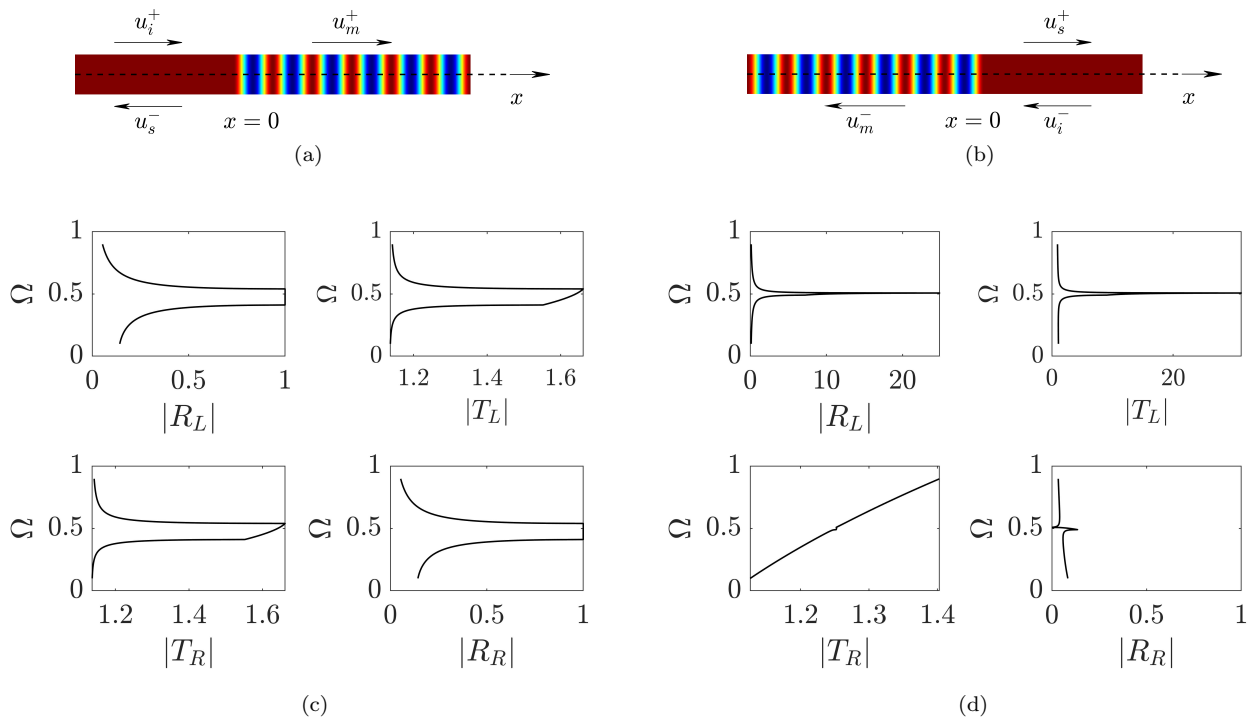 u_i^+ u_m^+
x
u_s^- x = 0
(a)
u_s^+
x
u_m^- x = 0 u_i^-
(b)
1
Ω 0.5
0
0 0.5 1
|R_L|
1
Ω 0.5
0
1.2 1.4 1.6
|T_L|
1
Ω 0.5
0
1.2 1.4 1.6
|T_R|
1
Ω 0.5
0
0 0.5 1
|R_R|
(c)
1
Ω 0.5
0
0 10 20
|R_L|
1
Ω 0.5
0
0 20
|T_L|
1
Ω 0.5
0
1.2 1.3 1.4
|T_R|
1
Ω 0.5
0
0 0.5 1
|R_R|
(d)